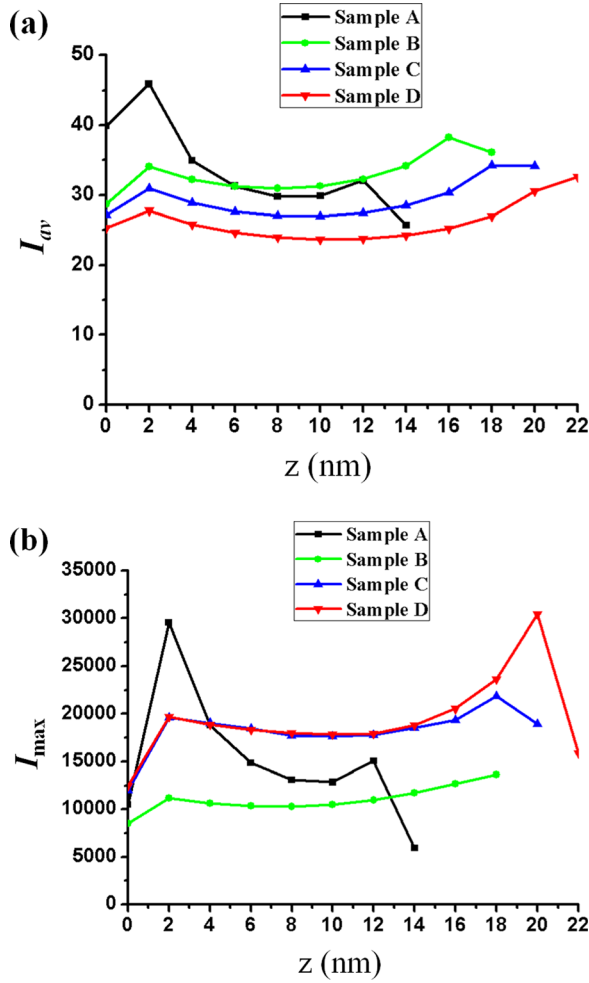 (a)
Sample A
Sample B
Sample C
Sample D
50
40
30
20
10
0
I_av
0 2 4 6 8 10 12 14 16 18 20 22
z (nm)
(b)
Sample A
Sample B
Sample C
Sample D
35000
30000
25000
20000
15000
10000
5000
0
I_max
0 2 4 6 8 10 12 14 16 18 20 22
z (nm)